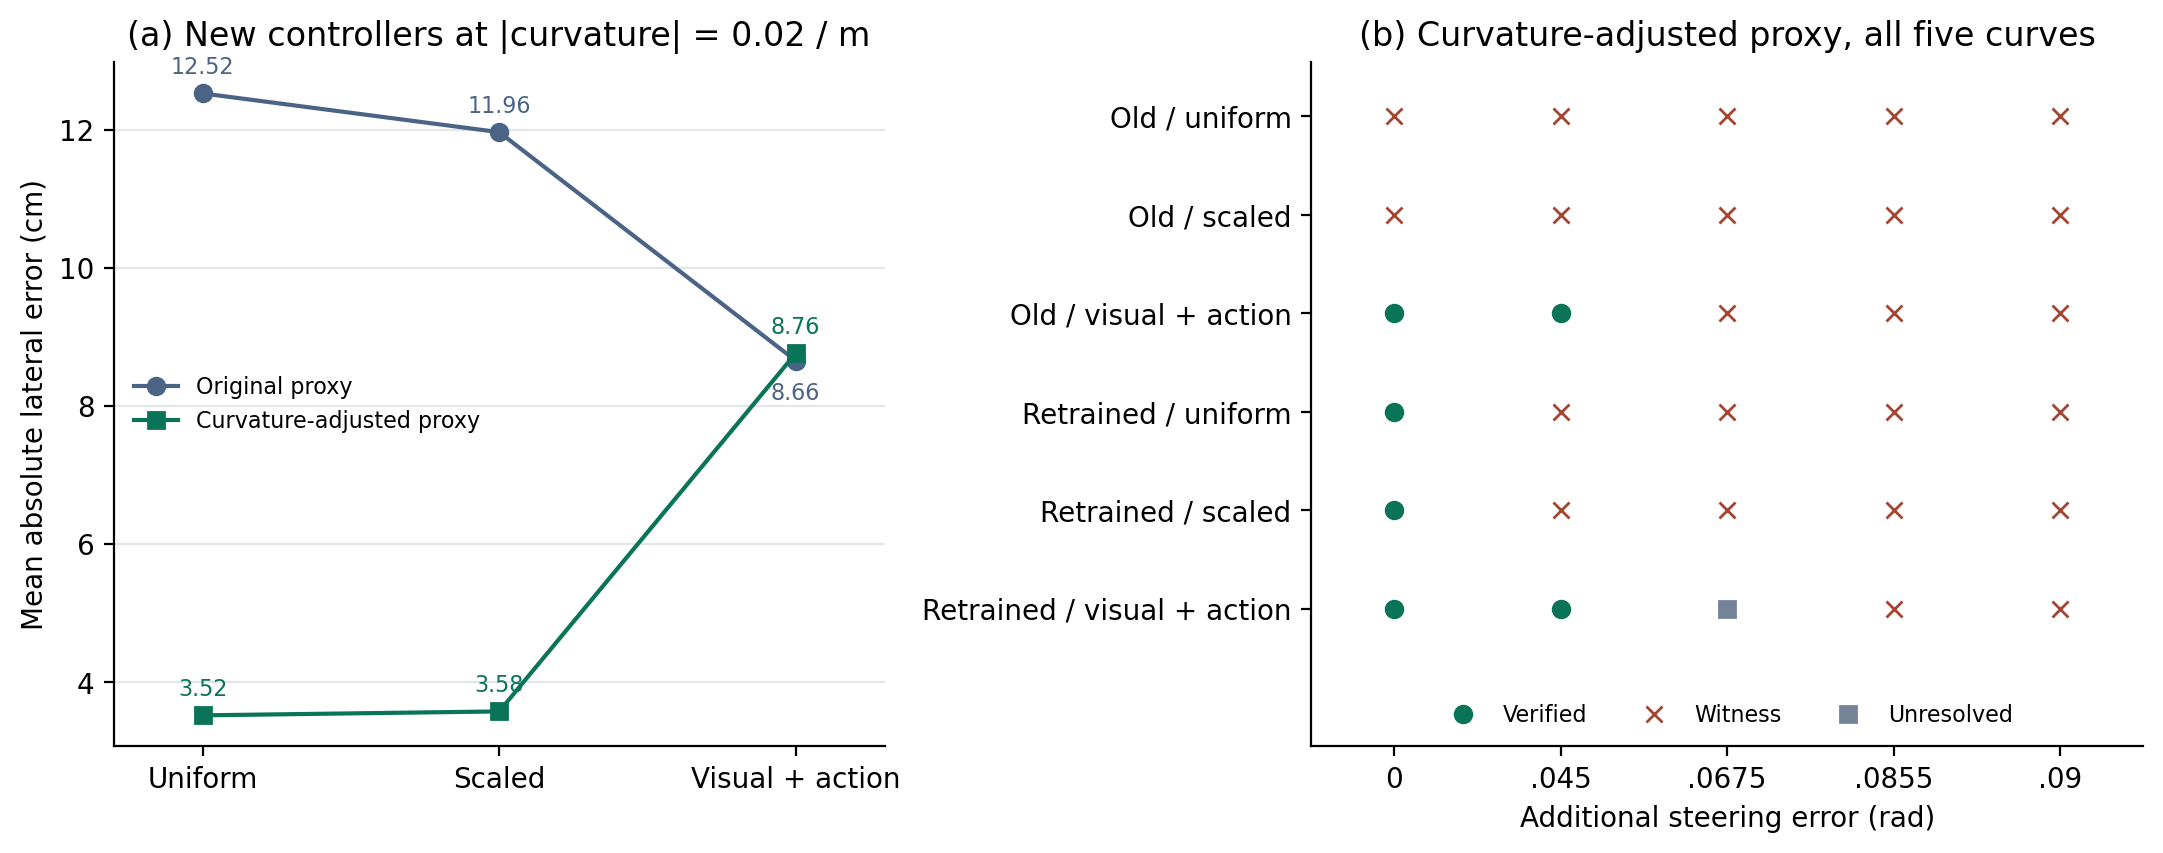 (a) New controllers at |curvature| = 0.02 / m
Mean absolute lateral error (cm)
12
10
8
6
4
12.52
11.96
8.76
8.66
3.52
3.58
Original proxy
Curvature-adjusted proxy
Uniform
Scaled
Visual + action
(b) Curvature-adjusted proxy, all five curves
Old / uniform
Old / scaled
Old / visual + action
Retrained / uniform
Retrained / scaled
Retrained / visual + action
Verified
Witness
Unresolved
0
.045
.0675
.0855
.09
Additional steering error (rad)